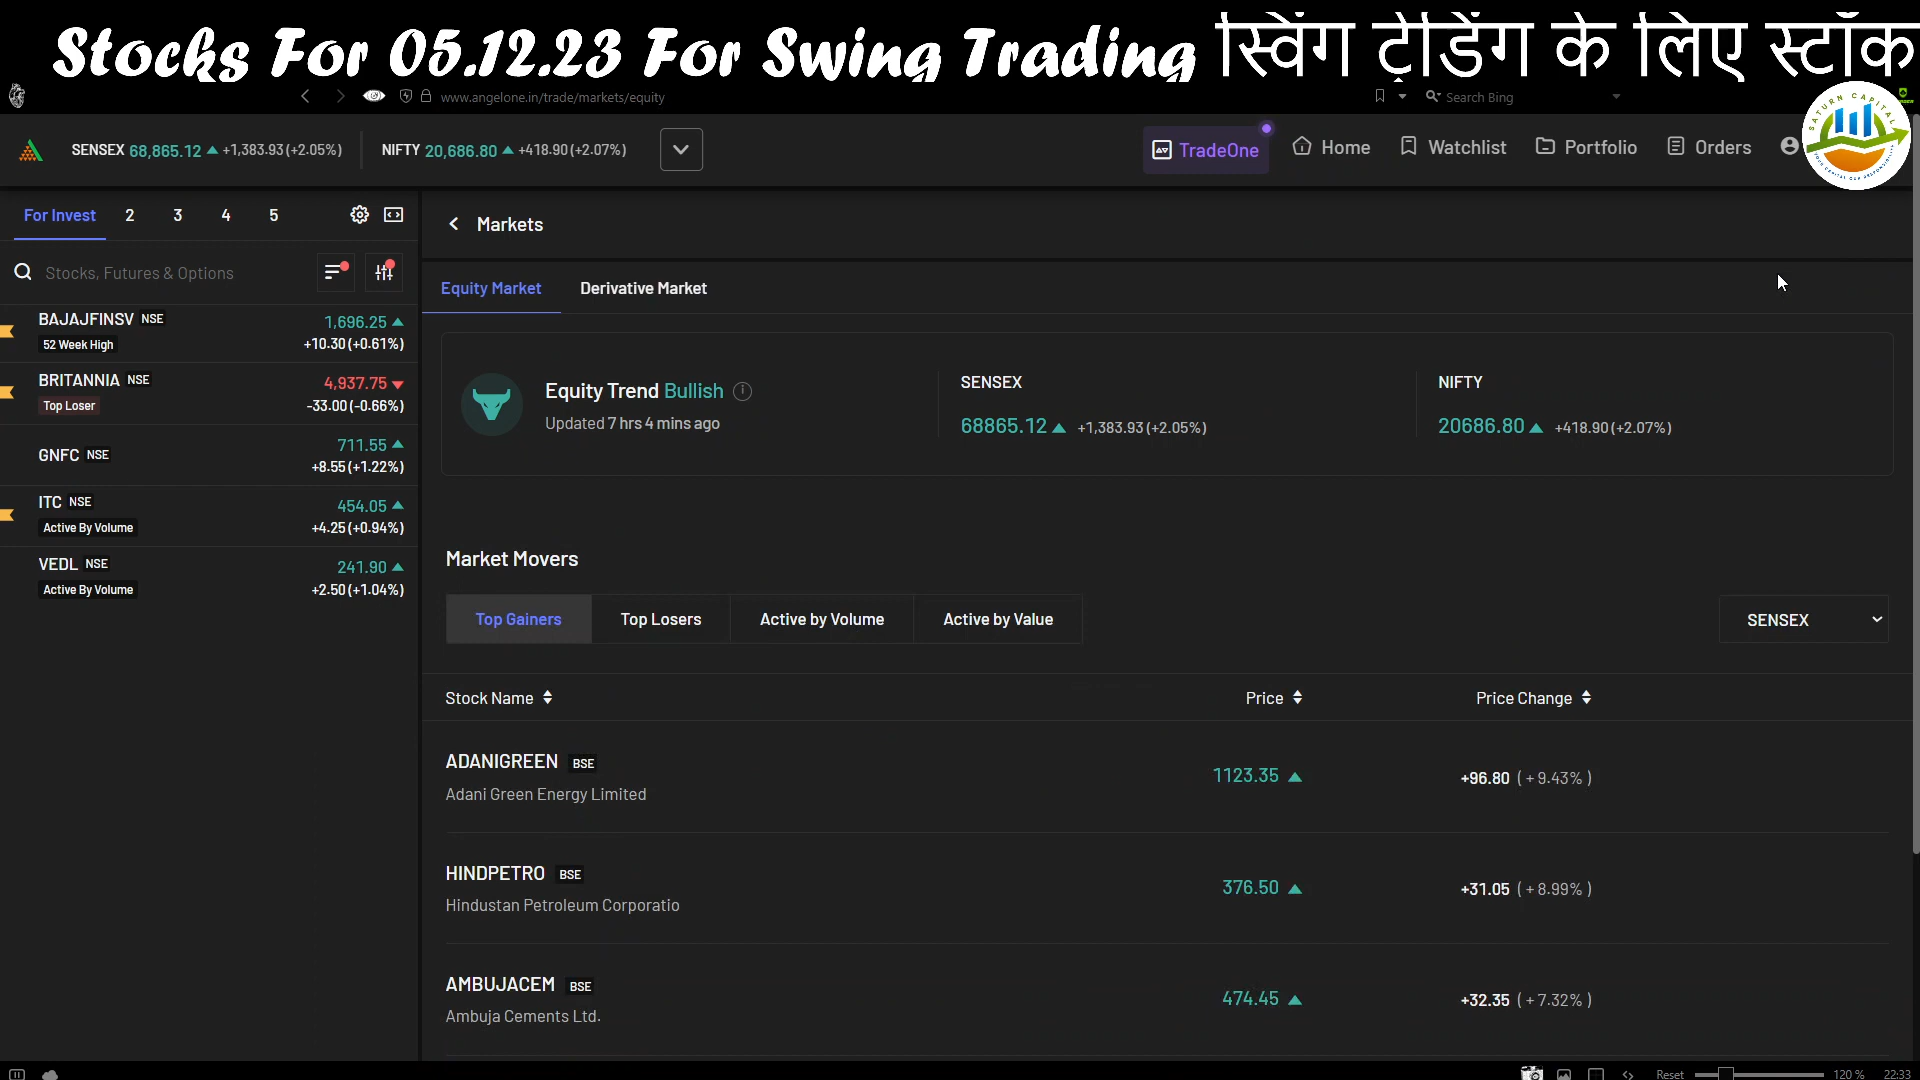 Stocks For 05.12.23 For Swing Trading स्विंग ट्रेडिंग के लिए स्टॉक
www.angelone.in/trade/markets/equity
Search Bing
SENSEX 68,865.12 +1,383.93 (+2.05%)
NIFTY 20,686.80 +418.90 (+2.07%)
TradeOne
Home
Watchlist
Portfolio
Orders
SATURN CAPITAL
YOUR CAPITAL OUR RESPONSIBILITY
For Invest 2 3 4 5
Stocks, Futures & Options
BAJAJFINSV NSE 1,696.25
52 Week High +10.30 (+0.61%)
BRITANNIA NSE 4,937.75
Top Loser -33.00 (-0.66%)
GNFC NSE 711.55
+8.55 (+1.22%)
ITC NSE 454.05
Active By Volume +4.25 (+0.94%)
VEDL NSE 241.90
Active By Volume +2.50 (+1.04%)
Markets
Equity Market Derivative Market
Equity Trend Bullish
Updated 7 hrs 4 mins ago
SENSEX
68865.12 +1,383.93 (+2.05%)
NIFTY
20686.80 +418.90 (+2.07%)
Market Movers
Top Gainers Top Losers Active by Volume Active by Value
SENSEX
Stock Name Price Price Change
ADANIGREEN BSE 1123.35 +96.80 ( + 9.43% )
Adani Green Energy Limited
HINDPETRO BSE 376.50 +31.05 ( + 8.99% )
Hindustan Petroleum Corporatio
AMBUJACEM BSE 474.45 +32.35 ( + 7.32% )
Ambuja Cements Ltd.
Reset 120 % 22:33